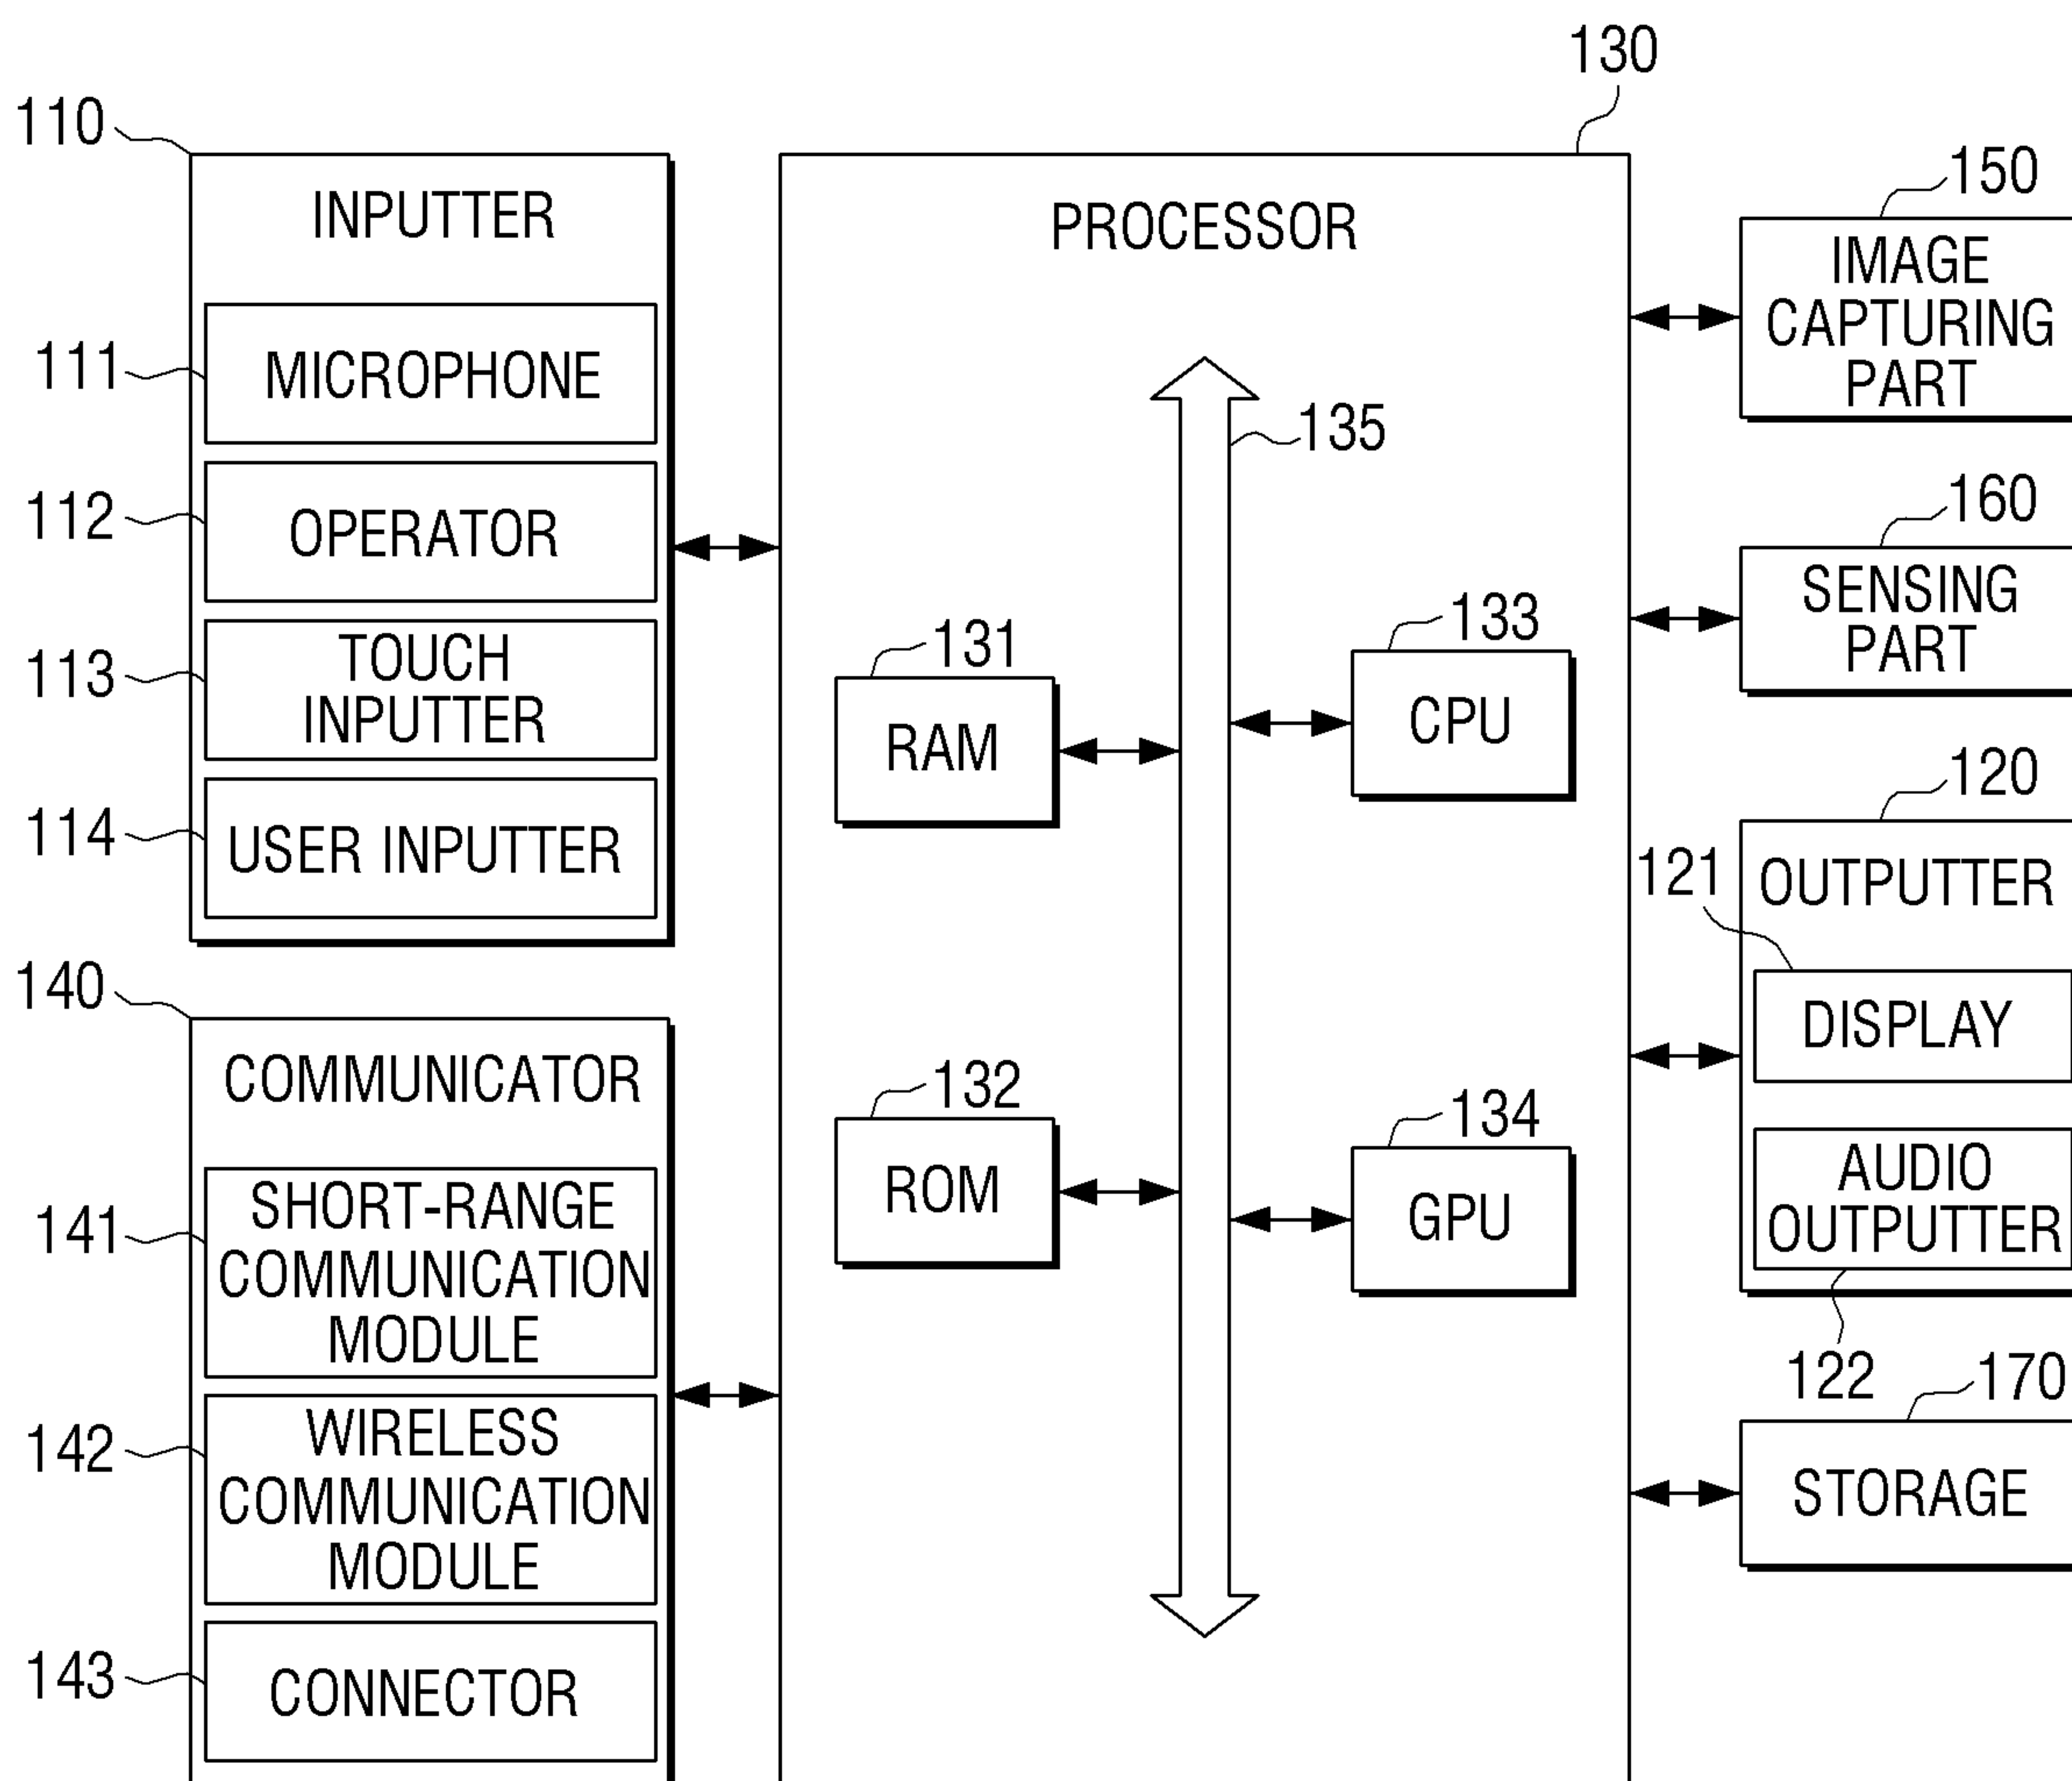 130
110
INPUTTER
111
MICROPHONE
112
OPERATOR
113
TOUCH
INPUTTER
114
USER INPUTTER
140
COMMUNICATOR
141
SHORT-RANGE
COMMUNICATION
MODULE
142
WIRELESS
COMMUNICATION
MODULE
143
CONNECTOR
PROCESSOR
135
131
RAM
133
CPU
132
ROM
134
GPU
150
IMAGE
CAPTURING
PART
160
SENSING
PART
120
OUTPUTTER
121
DISPLAY
AUDIO
OUTPUTTER
122
170
STORAGE